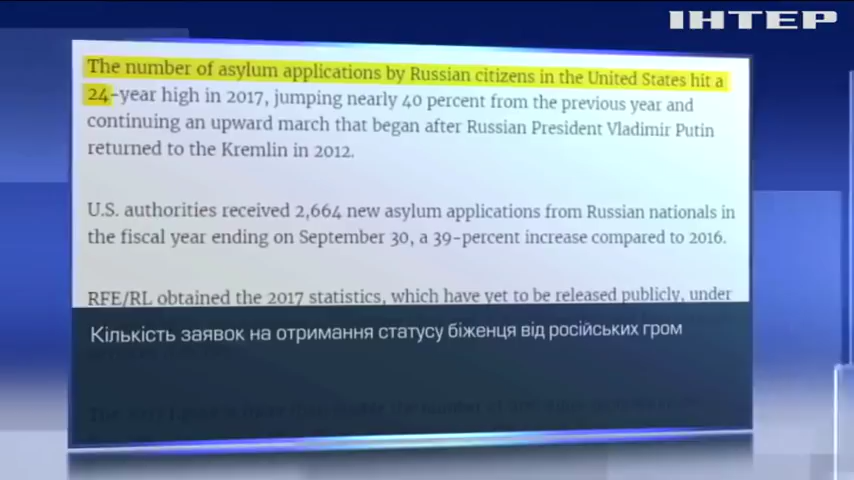 ІНТЕР
The number of asylum applications by Russian citizens in the United States hit a
24-year high in 2017, jumping nearly 40 percent from the previous year and
continuing an upward march that began after Russian President Vladimir Putin
returned to the Kremlin in 2012.
U.S. authorities received 2,664 new asylum applications from Russian nationals in
the fiscal year ending on September 30, a 39-percent increase compared to 2016.
RFE/RL obtained the 2017 statistics, which have yet to be released publicly, under
Кількість заявок на отримання статусу біженця від російських гром